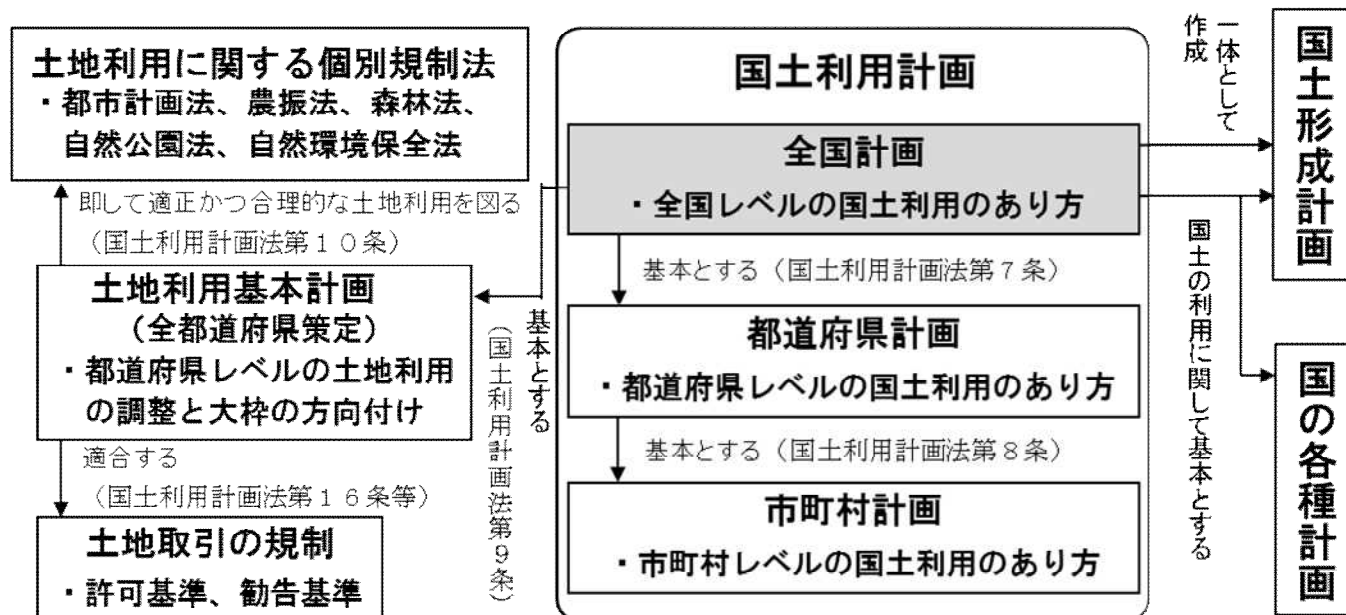 土地利用に関する個別規制法
・都市計画法、農振法、森林法、
自然公園法、自然環境保全法
即して適正かつ合理的な土地利用を図る
（国土利用計画法第１０条）
土地利用基本計画
（全都道府県策定）
・都道府県レベルの土地利用
の調整と大枠の方向付け
適合する
（国土利用計画法第１６条等）
土地取引の規制
・許可基準、勧告基準
基本とする
（国土利用計画法第９条）
国土利用計画
全国計画
・全国レベルの国土利用のあり方
基本とする（国土利用計画法第７条）
都道府県計画
・都道府県レベルの国土利用のあり方
基本とする（国土利用計画法第８条）
市町村計画
・市町村レベルの国土利用のあり方
一体として
作成
国土の利用に関して基本とする
国土形成計画
国の各種計画